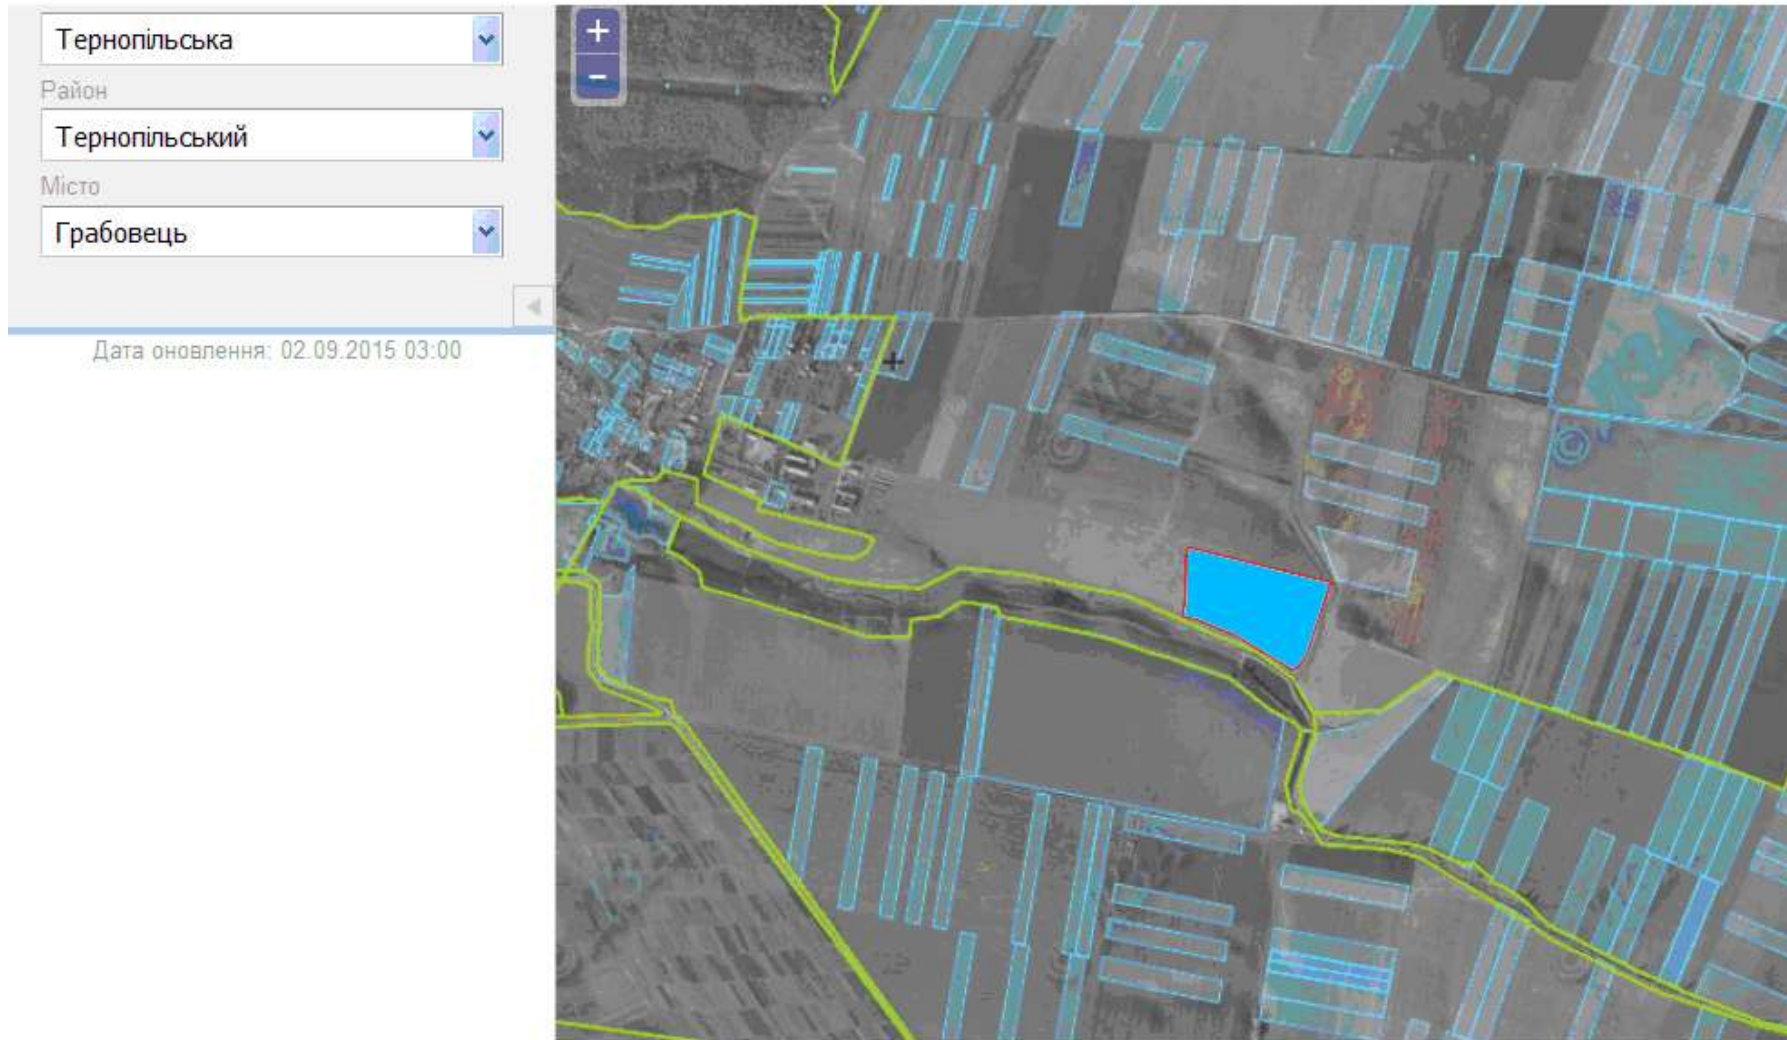 Тернопільська
Район
Тернопільський
Місто
Грабовець
Дата оновлення: 02.09.2015 03:00
+
−